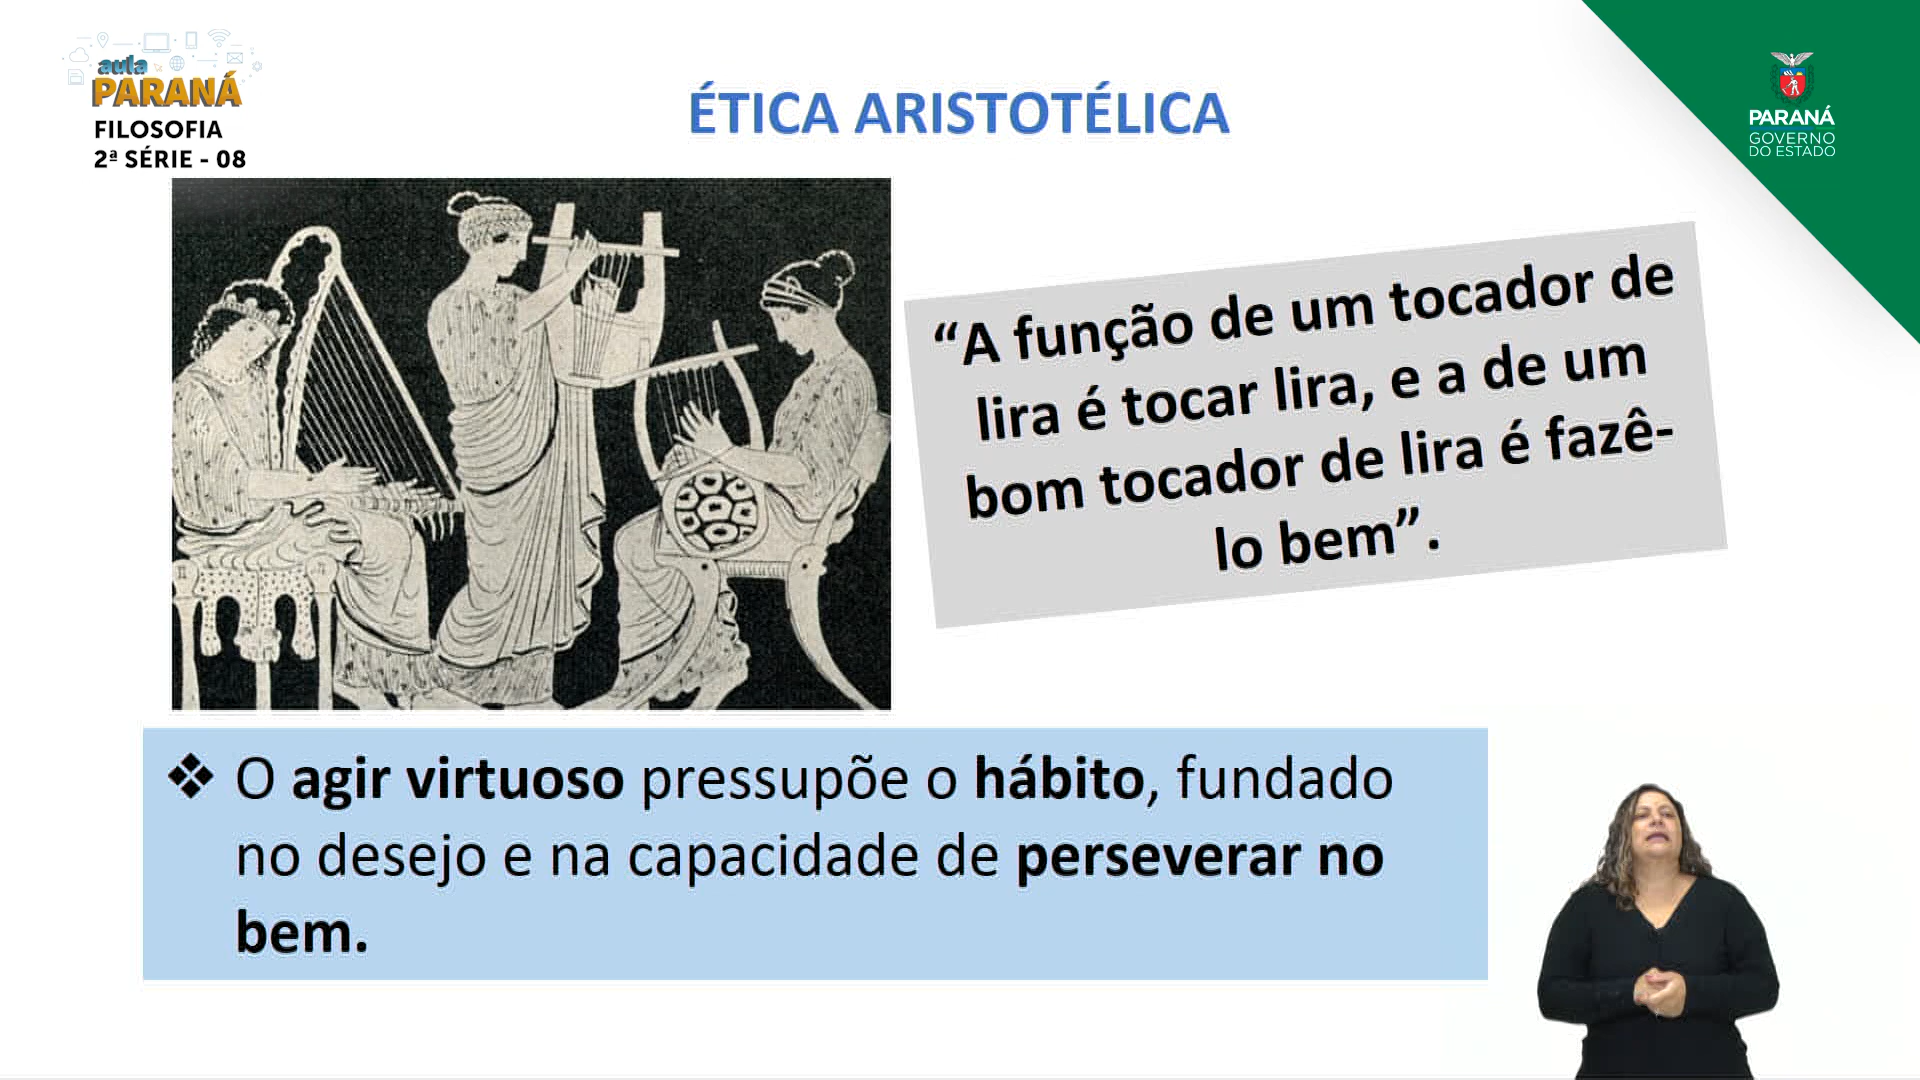 aula
PARANÁ
FILOSOFIA
2ª SÉRIE - 08
ÉTICA ARISTOTÉLICA
PARANÁ
GOVERNO
DO ESTADO
“A função de um tocador de
lira é tocar lira, e a de um
bom tocador de lira é fazê-
lo bem”.
❖ O agir virtuoso pressupõe o hábito, fundado
no desejo e na capacidade de perseverar no
bem.